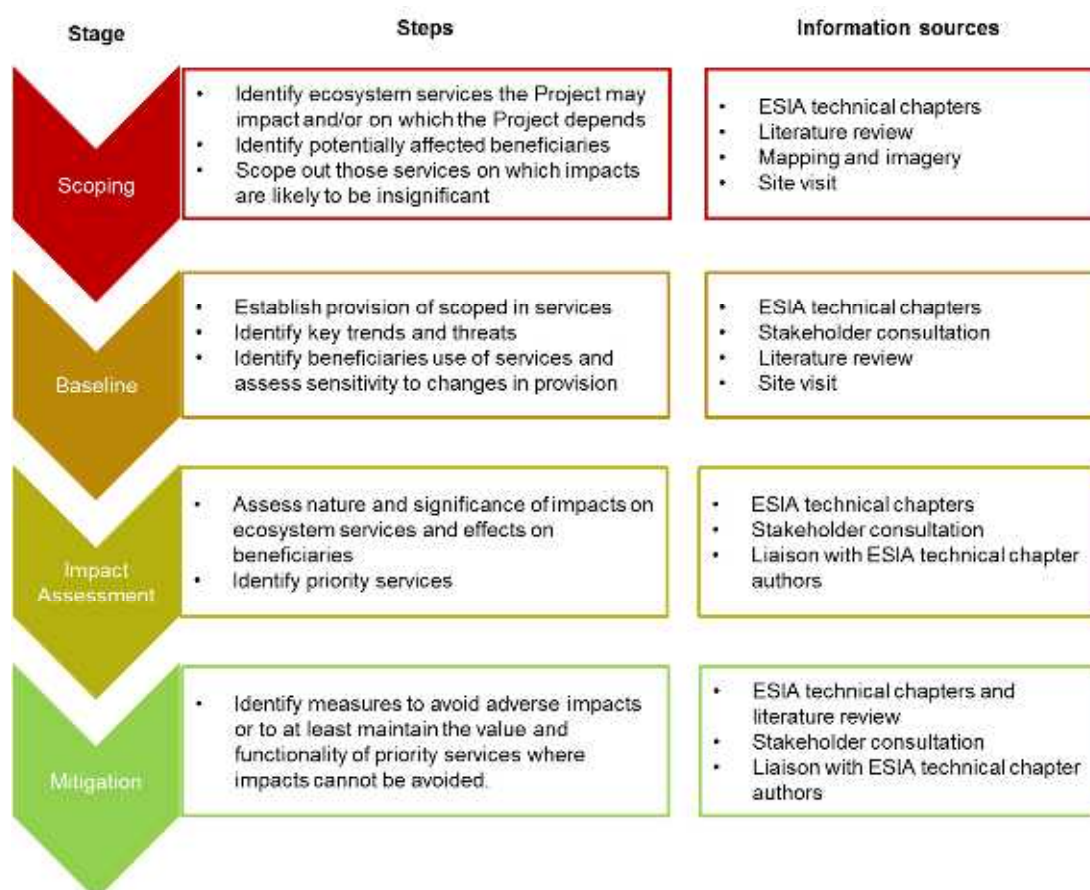 Stage
Steps
Information sources
Scoping
• Identify ecosystem services the Project may
impact and/or on which the Project depends
• Identify potentially affected beneficiaries
• Scope out those services on which impacts
are likely to be insignificant
• ESIA technical chapters
• Literature review
• Mapping and imagery
• Site visit
Baseline
• Establish provision of scoped in services
• Identify key trends and threats
• Identify beneficiaries use of services and
assess sensitivity to changes in provision
• ESIA technical chapters
• Stakeholder consultation
• Literature review
• Site visit
Impact
Assessment
• Assess nature and significance of impacts on
ecosystem services and effects on
beneficiaries
• Identify priority services
• ESIA technical chapters
• Stakeholder consultation
• Liaison with ESIA technical chapter
authors
Mitigation
• Identify measures to avoid adverse impacts
or to at least maintain the value and
functionality of priority services where
impacts cannot be avoided.
• ESIA technical chapters and
literature review
• Stakeholder consultation
• Liaison with ESIA technical chapter
authors